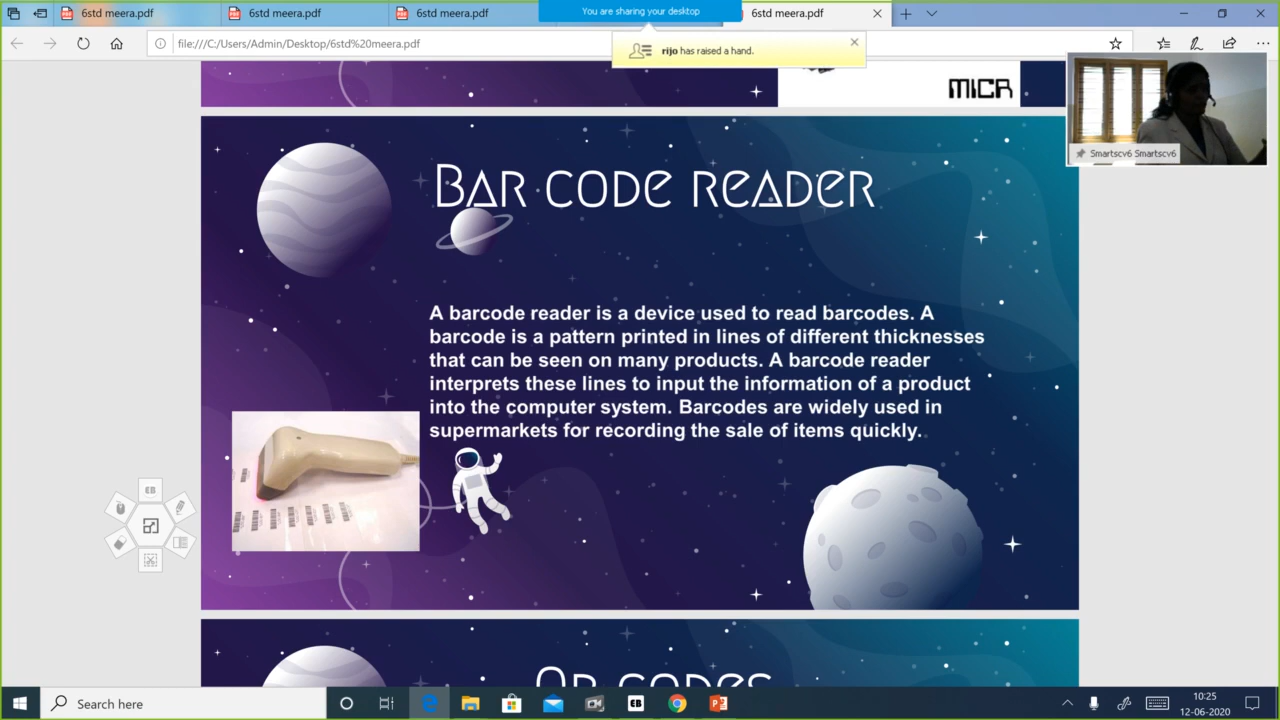 6std meera.pdf
6std meera.pdf
6std meera.pdf
You are sharing your desktop
6std meera.pdf
file:///C:/Users/Admin/Desktop/6std%20meera.pdf
rijo has raised a hand.
MICR
Smartscv6 Smartscv6
BAR CODE READER
A barcode reader is a device used to read barcodes. A
barcode is a pattern printed in lines of different thicknesses
that can be seen on many products. A barcode reader
interprets these lines to input the information of a product
into the computer system. Barcodes are widely used in
supermarkets for recording the sale of items quickly.
EB
QR CODES
Search here
EB
10:25
12-06-2020